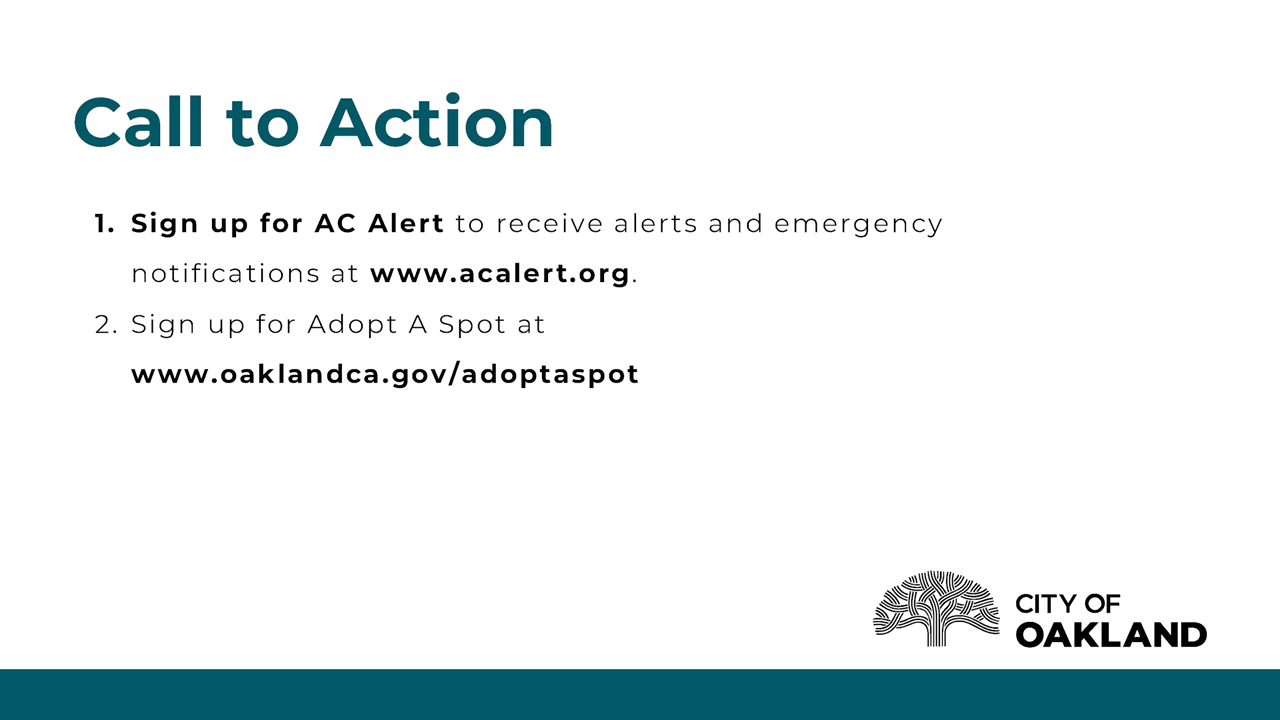 Call to Action
1. Sign up for AC Alert to receive alerts and emergency
notifications at www.acalert.org.
2. Sign up for Adopt A Spot at
www.oaklandca.gov/adoptaspot
CITY OF
OAKLAND